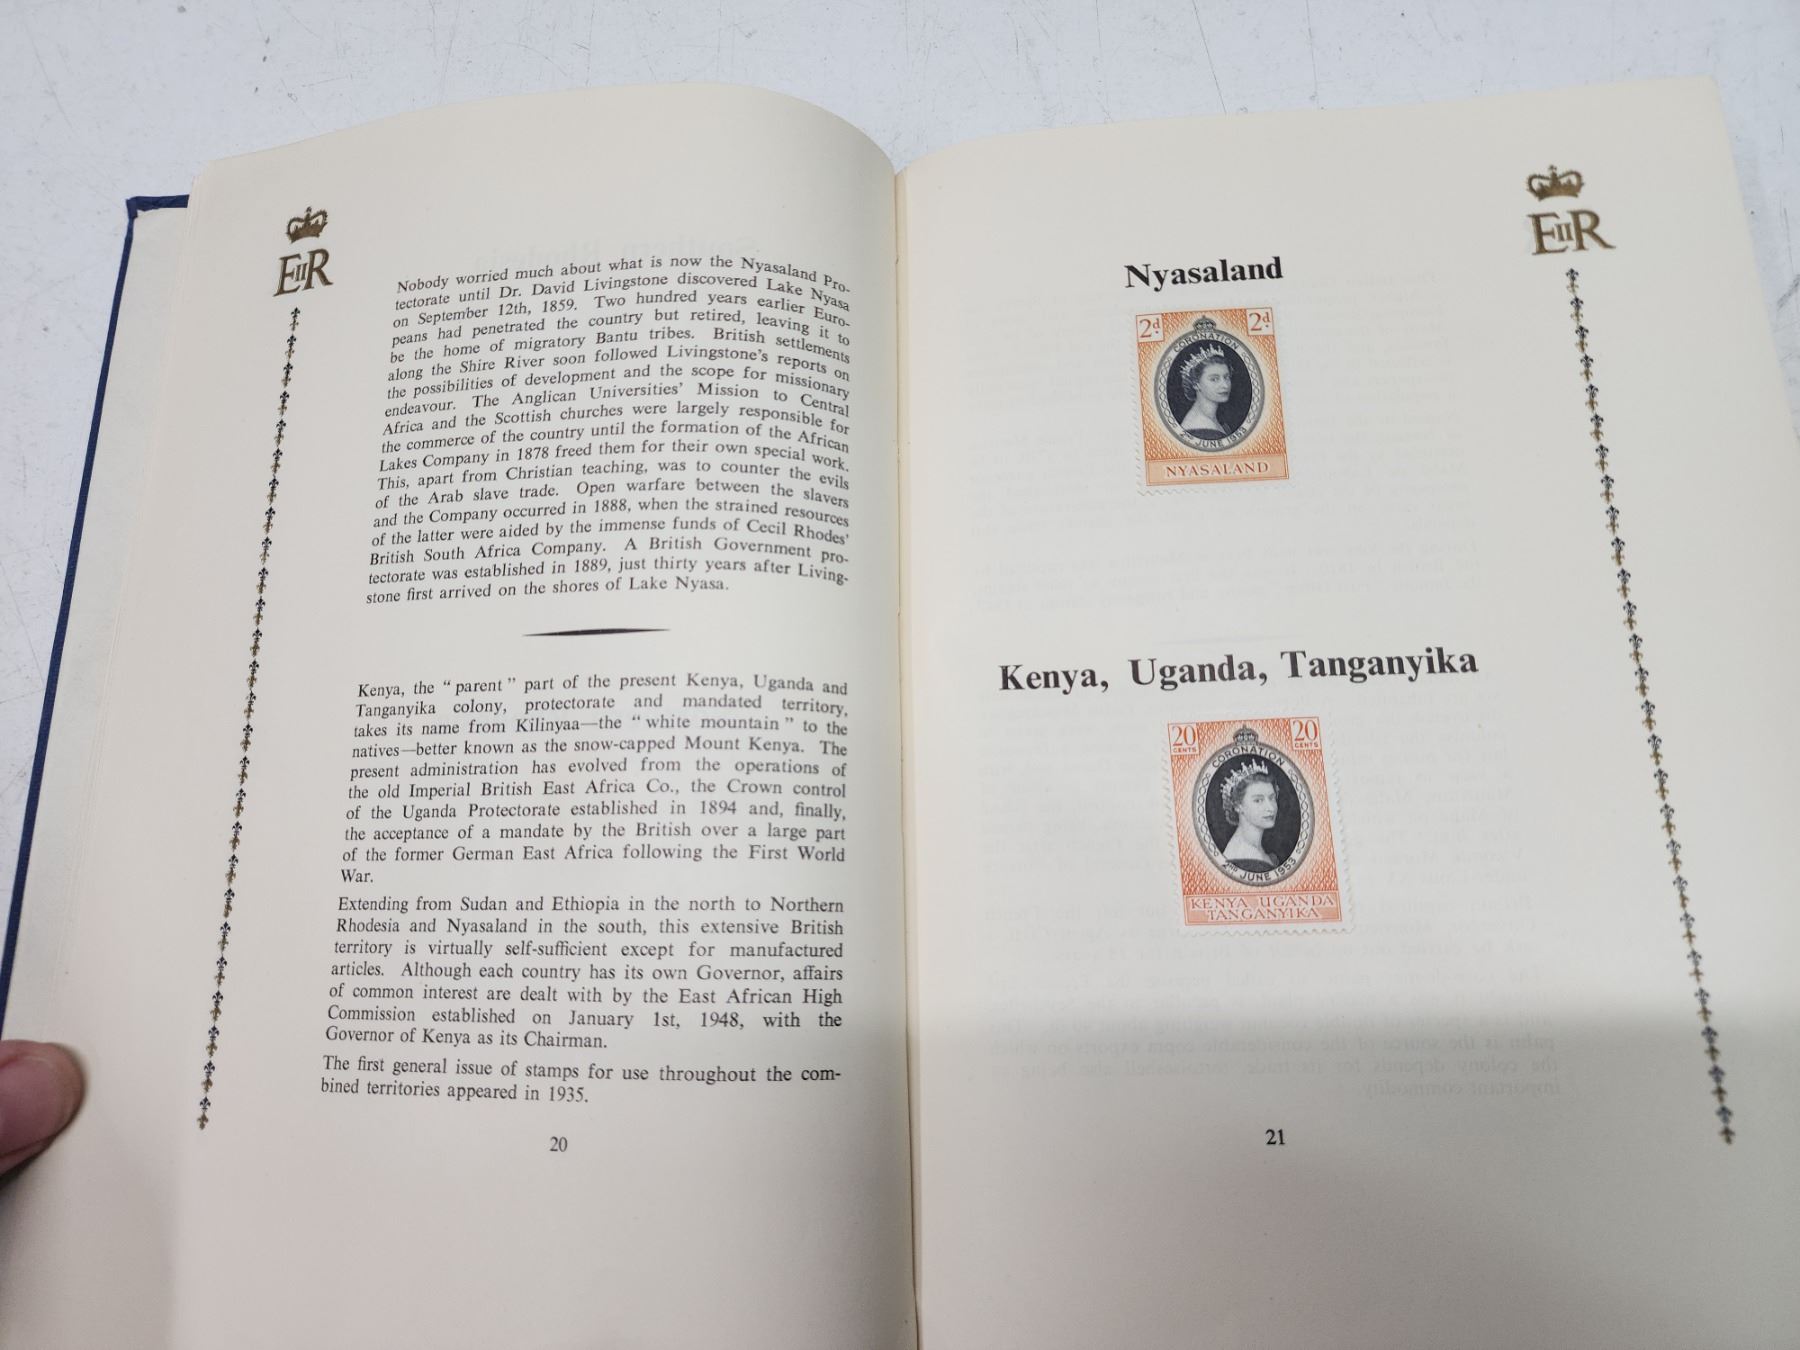 EIIR
Nobody worried much about what is now the Nyasaland Pro-
tectorate until Dr. David Livingstone discovered Lake Nyasa
on September 12th, 1859. Two hundred years earlier Euro-
peans had penetrated the country but retired, leaving it to
be the home of migratory Bantu tribes. British settlements
along the Shire River soon followed Livingstone's reports on
the possibilities of development and the scope for missionary
endeavour. The Anglican Universities' Mission to Central
Africa and the Scottish churches were largely responsible for
the commerce of the country until the formation of the African
Lakes Company in 1878 freed them for their own special work.
This, apart from Christian teaching, was to counter the evils
of the Arab slave trade. Open warfare between the slavers
and the Company occurred in 1888, when the strained resources
of the latter were aided by the immense funds of Cecil Rhodes'
British South Africa Company. A British Government pro-
tectorate was established in 1889, just thirty years after Living-
stone first arrived on the shores of Lake Nyasa.
Kenya, the "parent" part of the present Kenya, Uganda and
Tanganyika colony, protectorate and mandated territory,
takes its name from Kilinyaa—the "white mountain" to the
natives—better known as the snow-capped Mount Kenya. The
present administration has evolved from the operations of
the old Imperial British East Africa Co., the Crown control
of the Uganda Protectorate established in 1894 and, finally,
the acceptance of a mandate by the British over a large part
of the former German East Africa following the First World
War.
Extending from Sudan and Ethiopia in the north to Northern
Rhodesia and Nyasaland in the south, this extensive British
territory is virtually self-sufficient except for manufactured
articles. Although each country has its own Governor, affairs
of common interest are dealt with by the East African High
Commission established on January 1st, 1948, with the
Governor of Kenya as its Chairman.
The first general issue of stamps for use throughout the com-
bined territories appeared in 1935.
20
EIIR
Nyasaland
2d. 2d.
CORONATION
2ND JUNE 1953
NYASALAND
Kenya, Uganda, Tanganyika
20 CENTS 20 CENTS
CORONATION
2ND JUNE 1953
KENYA UGANDA
TANGANYIKA
21